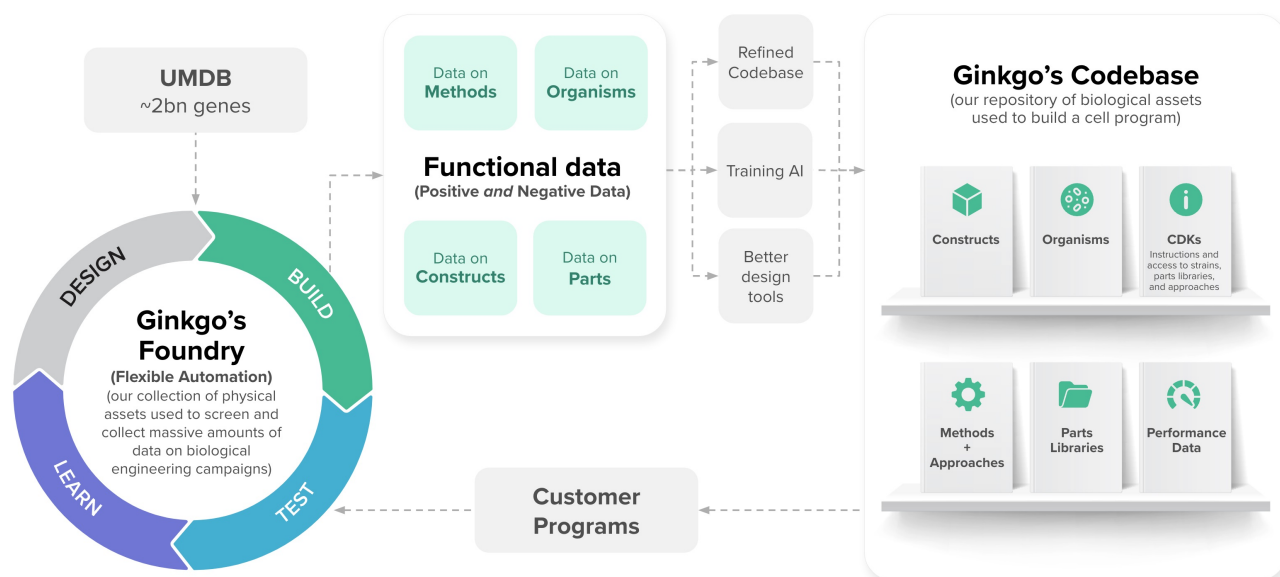 UMDB
~2bn genes
DESIGN
BUILD
TEST
LEARN
Ginkgo's
Foundry
(Flexible Automation)
(our collection of physical
assets used to screen and
collect massive amounts of
data on biological
engineering campaigns)
Data on
Methods
Data on
Organisms
Functional data
(Positive and Negative Data)
Data on
Constructs
Data on
Parts
Refined
Codebase
Training AI
Better
design
tools
Ginkgo's Codebase
(our repository of biological assets
used to build a cell program)
Constructs
Organisms
CDKs
Instructions and
access to strains,
parts libraries,
and approaches
Methods
+
Approaches
Parts
Libraries
Performance
Data
Customer
Programs